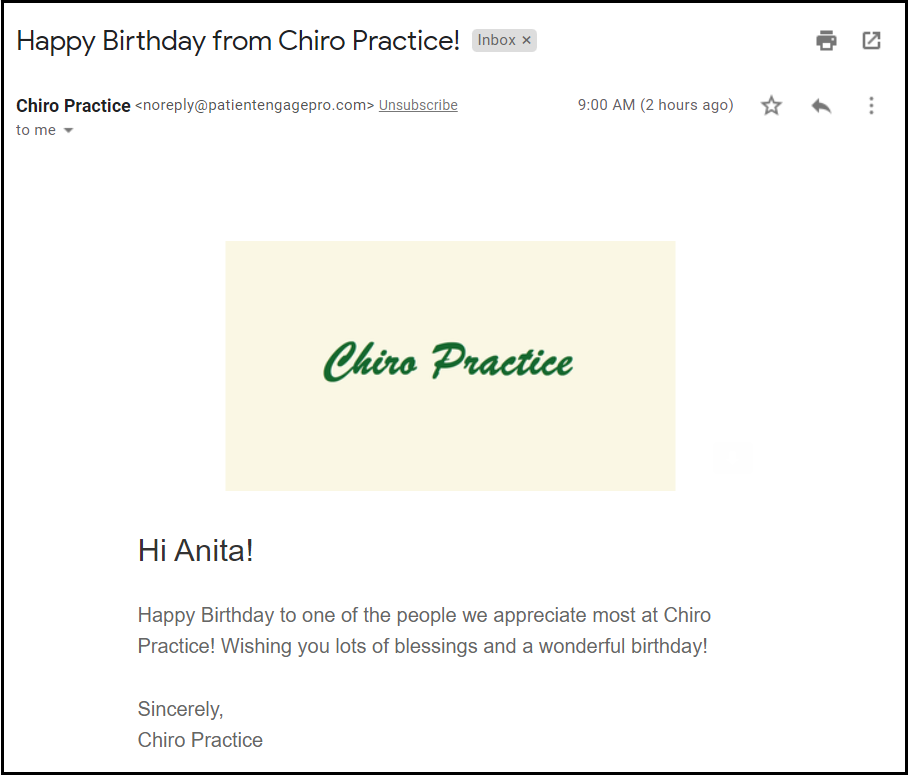 Happy Birthday from Chiro Practice! Inbox ×
Chiro Practice <noreply@patientengagepro.com> Unsubscribe 9:00 AM (2 hours ago)
to me
Chiro Practice
Hi Anita!
Happy Birthday to one of the people we appreciate most at Chiro
Practice! Wishing you lots of blessings and a wonderful birthday!
Sincerely,
Chiro Practice